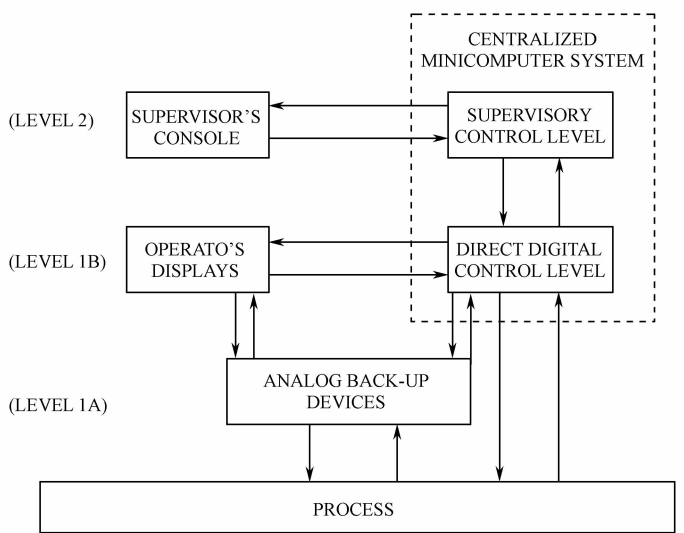 CENTRALIZED
MINICOMPUTER SYSTEM
(LEVEL 2)
SUPERVISOR'S
CONSOLE
SUPERVISORY
CONTROL LEVEL
(LEVEL 1B)
OPERATO'S
DISPLAYS
DIRECT DIGITAL
CONTROL LEVEL
(LEVEL 1A)
ANALOG BACK-UP
DEVICES
PROCESS